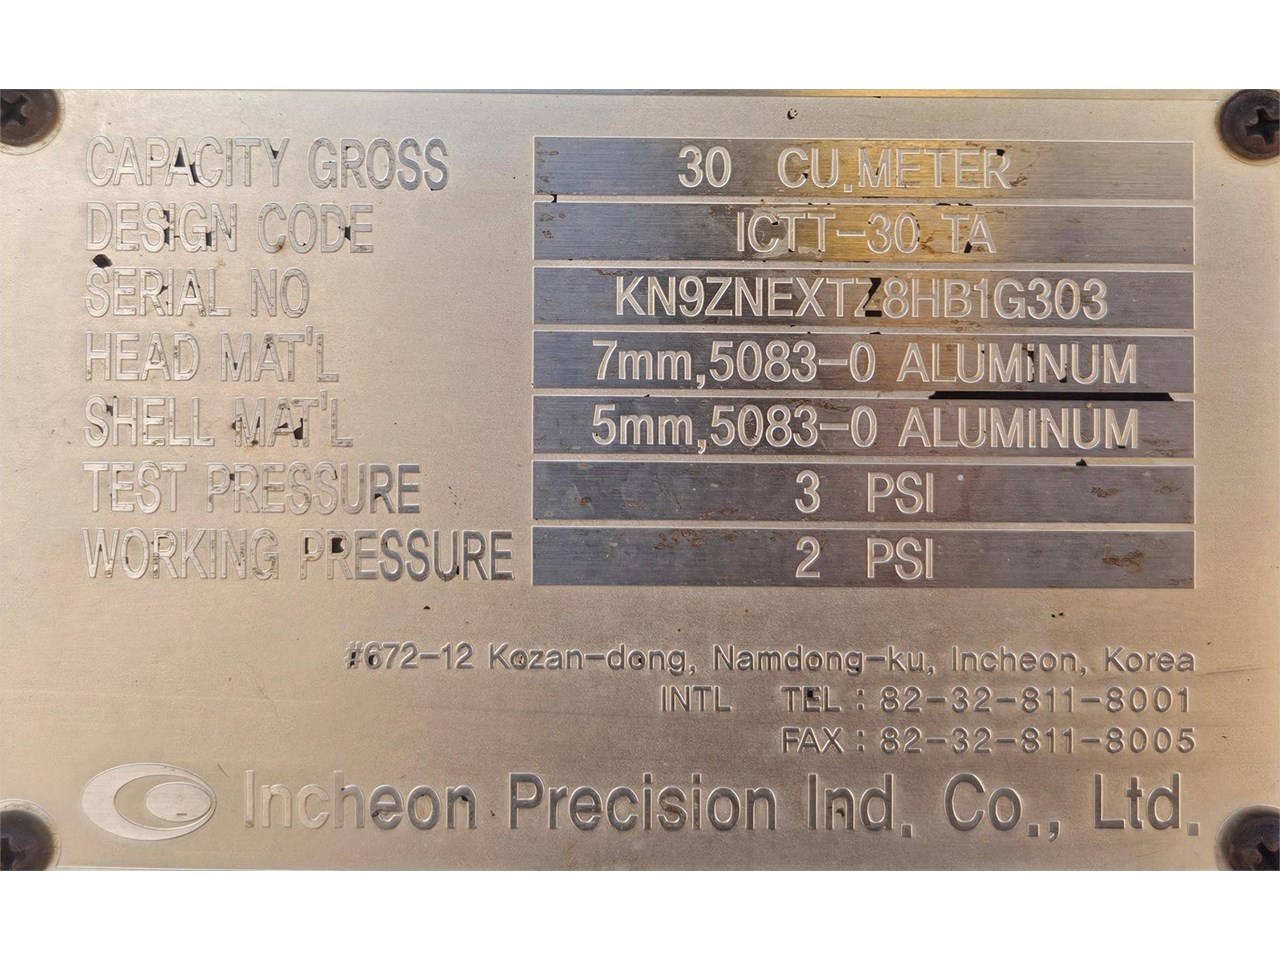 CAPACITY GROSS 30 CU.METER
DESIGN CODE ICTT-30 TA
SERIAL NO KN9ZNEXTZ8HB1G303
HEAD MAT'L 7mm,5083-0 ALUMINUM
SHELL MAT'L 5mm,5083-0 ALUMINUM
TEST PRESSURE 3 PSI
WORKING PRESSURE 2 PSI
#672-12 Kozan-dong, Namdong-ku, Incheon, Korea
INTL TEL : 82-32-811-8001
FAX : 82-32-811-8005
Incheon Precision Ind. Co., Ltd.